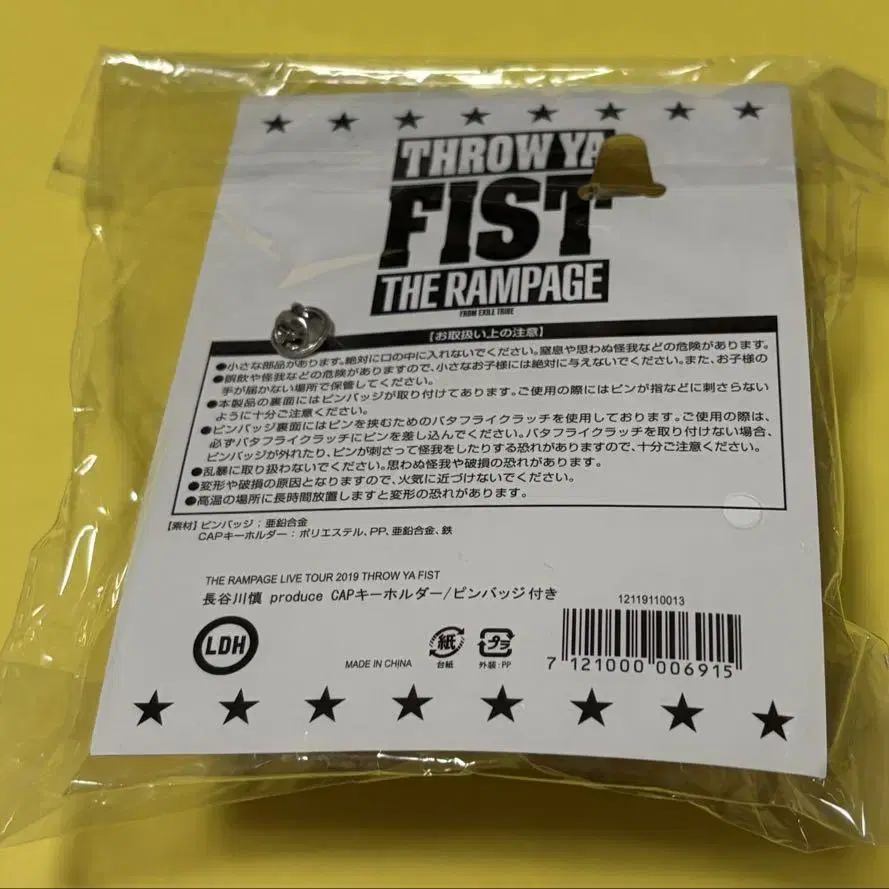 THROW YA
FIST
THE RAMPAGE
FROM EXILE TRIBE
【お取扱い上の注意】
●小さな部品があります。絶対に口の中に入れないでください。窒息や思わぬ怪我などの危険があります。
●誤飲や怪我などの危険がありますので、小さなお子様には絶対に与えないでください。また、お子様の
手が届かない場所で保管してください。
●本製品の裏面にはピンバッジが取り付けてあります。ご使用の際にはピンが指などに刺さらない
ように十分ご注意ください。
●ピンバッジ裏面にはピンを挟むためのバタフライクラッチを使用しております。ご使用の際は、
必ずバタフライクラッチにピンを差し込んでください。バタフライクラッチを取り付けない場合、
ピンバッジが外れたり、ピンが刺さって怪我をしたりする恐れがありますので、十分ご注意ください。
●乱暴に取り扱わないでください。思わぬ怪我や破損の恐れがあります。
●変形や破損の原因となりますので、火気に近づけないでください。
●高温の場所に長時間放置しますと変形の恐れがあります。
【素材】ピンバッジ：亜鉛合金
CAPキーホルダー：ポリエステル、PP、亜鉛合金、鉄
THE RAMPAGE LIVE TOUR 2019 THROW YA FIST
長谷川慎 produce CAPキーホルダー/ピンバッジ付き
12119110013
LDH
MADE IN CHINA
紙
台紙
プラ
外装：PP
7 121000 006915